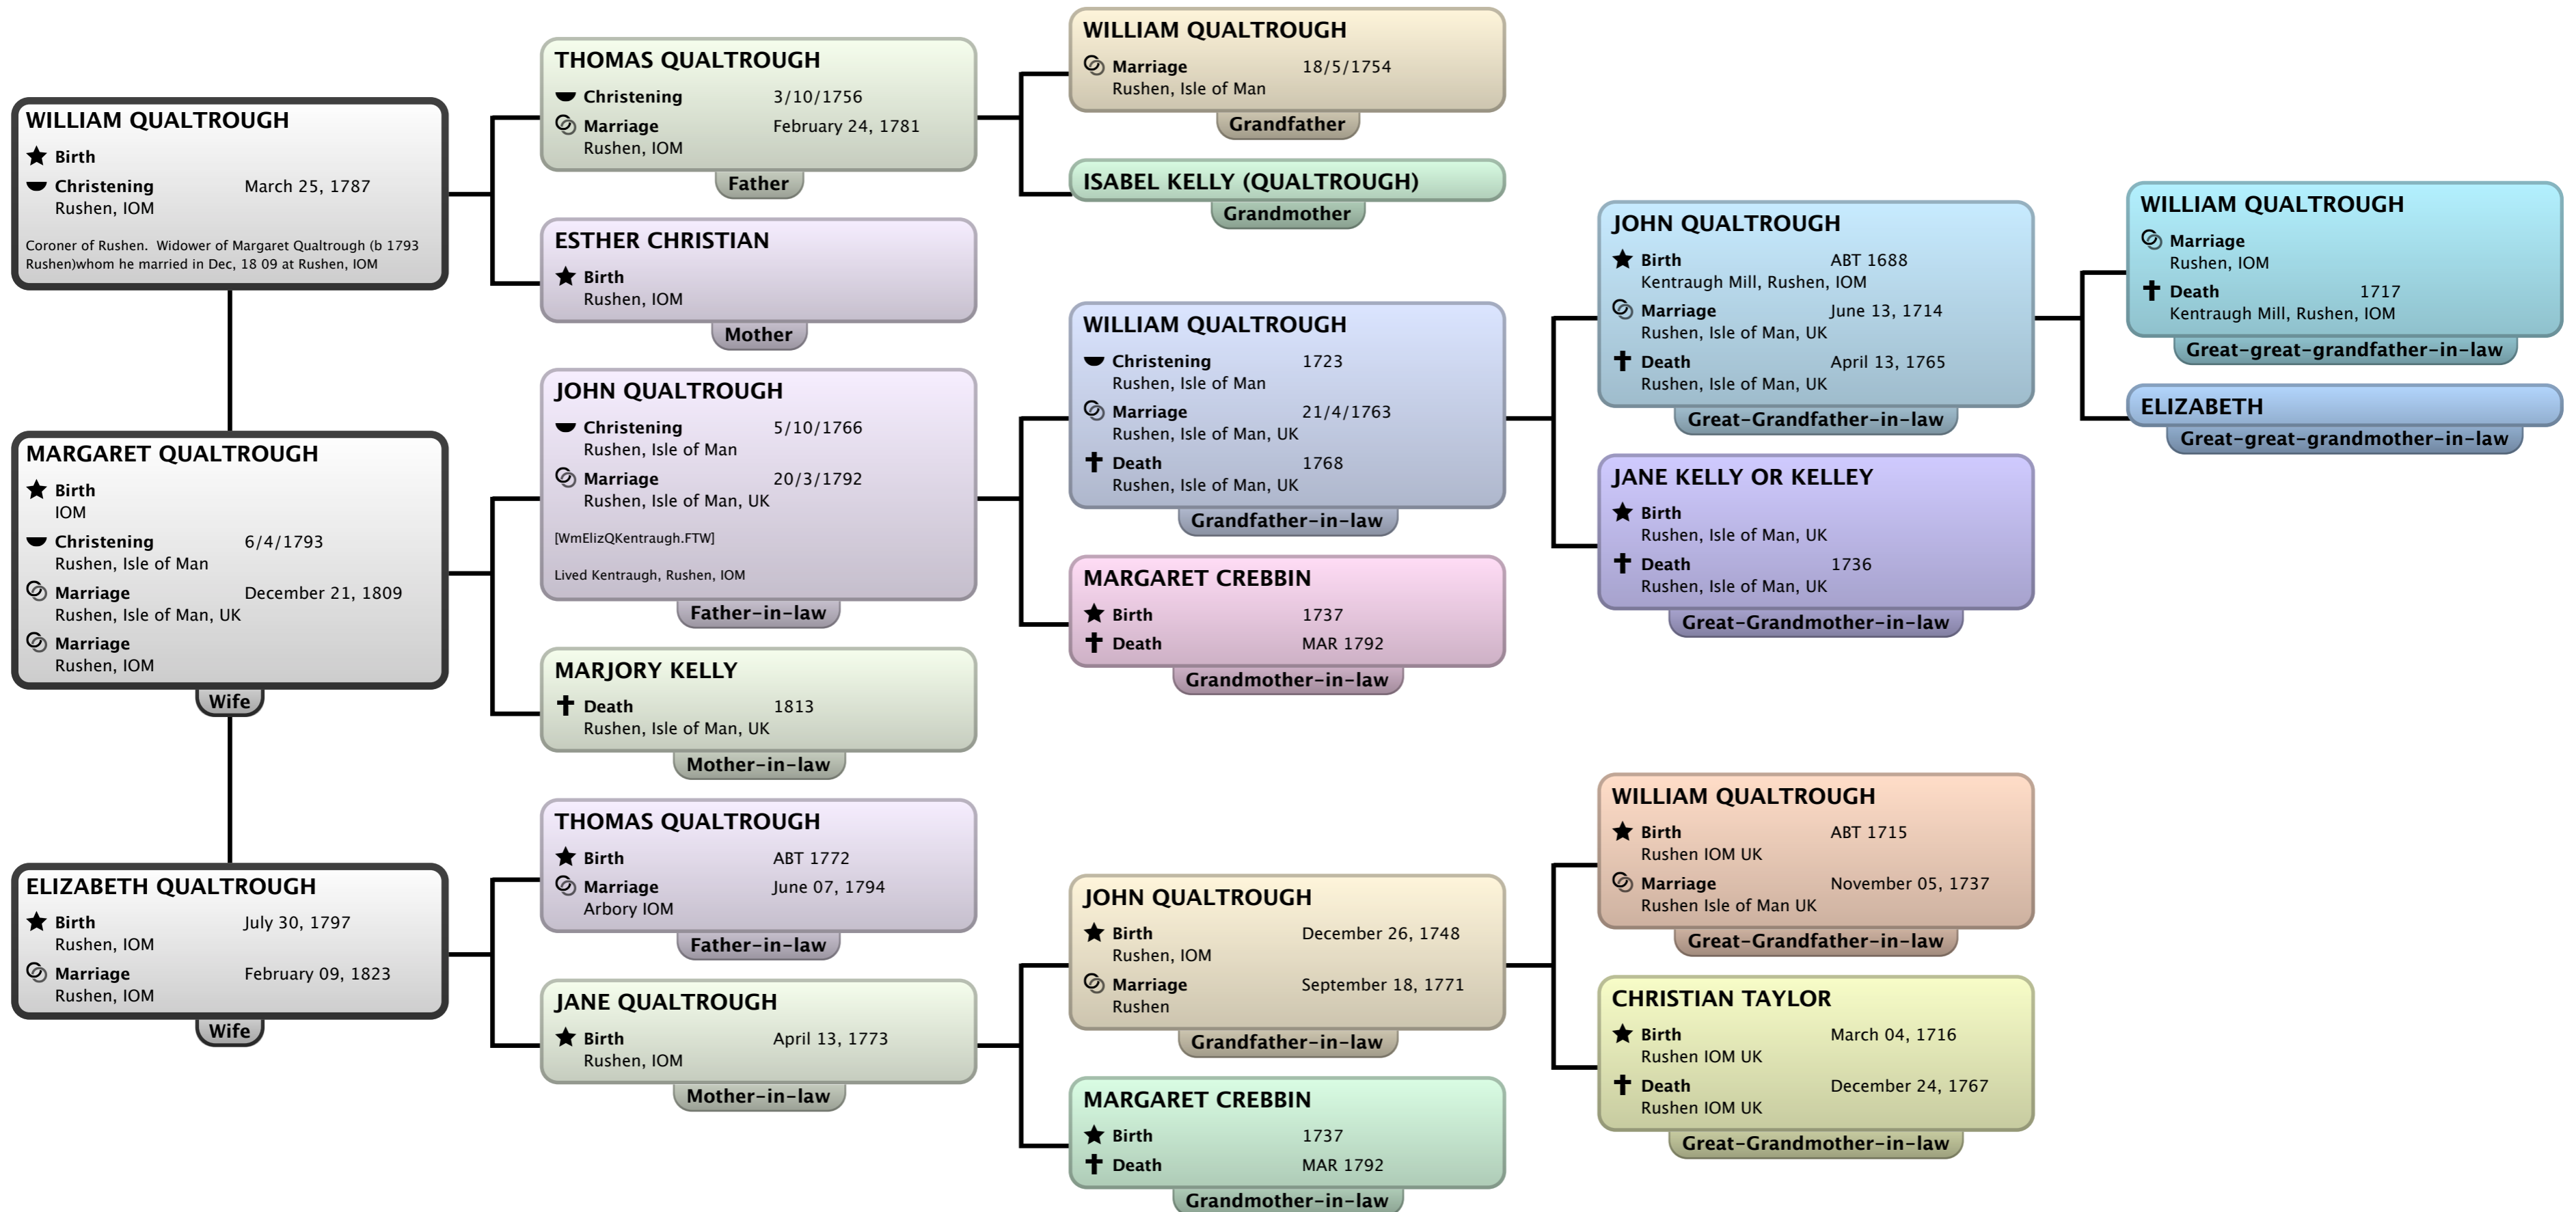 WILLIAM QUALTROUGH
Birth
Christening March 25, 1787
Rushen, IOM
Coroner of Rushen. Widower of Margaret Qualtrough (b 1793
Rushen)whom he married in Dec, 18 09 at Rushen, IOM
MARGARET QUALTROUGH
Birth
IOM
Christening 6/4/1793
Rushen, Isle of Man
Marriage December 21, 1809
Rushen, Isle of Man, UK
Marriage
Rushen, IOM
Wife
ELIZABETH QUALTROUGH
Birth July 30, 1797
Rushen, IOM
Marriage February 09, 1823
Rushen, IOM
Wife
THOMAS QUALTROUGH
Christening 3/10/1756
Marriage February 24, 1781
Rushen, IOM
Father
ESTHER CHRISTIAN
Birth
Rushen, IOM
Mother
JOHN QUALTROUGH
Christening 5/10/1766
Rushen, Isle of Man
Marriage 20/3/1792
Rushen, Isle of Man, UK
[WmElizQKentraugh.FTW]
Lived Kentraugh, Rushen, IOM
Father-in-law
MARJORY KELLY
Death 1813
Rushen, Isle of Man, UK
Mother-in-law
THOMAS QUALTROUGH
Birth ABT 1772
Marriage June 07, 1794
Arbory IOM
Father-in-law
JANE QUALTROUGH
Birth April 13, 1773
Rushen, IOM
Mother-in-law
WILLIAM QUALTROUGH
Marriage 18/5/1754
Rushen, Isle of Man
Grandfather
ISABEL KELLY (QUALTROUGH)
Grandmother
WILLIAM QUALTROUGH
Christening 1723
Rushen, Isle of Man
Marriage 21/4/1763
Rushen, Isle of Man, UK
Death 1768
Rushen, Isle of Man, UK
Grandfather-in-law
MARGARET CREBBIN
Birth 1737
Death MAR 1792
Grandmother-in-law
JOHN QUALTROUGH
Birth December 26, 1748
Rushen, IOM
Marriage September 18, 1771
Rushen
Grandfather-in-law
MARGARET CREBBIN
Birth 1737
Death MAR 1792
Grandmother-in-law
JOHN QUALTROUGH
Birth ABT 1688
Kentraugh Mill, Rushen, IOM
Marriage June 13, 1714
Rushen, Isle of Man, UK
Death April 13, 1765
Rushen, Isle of Man, UK
Great-Grandfather-in-law
JANE KELLY OR KELLEY
Birth
Rushen, Isle of Man, UK
Death 1736
Rushen, Isle of Man, UK
Great-Grandmother-in-law
WILLIAM QUALTROUGH
Birth ABT 1715
Rushen IOM UK
Marriage November 05, 1737
Rushen Isle of Man UK
Great-Grandfather-in-law
CHRISTIAN TAYLOR
Birth March 04, 1716
Rushen IOM UK
Death December 24, 1767
Rushen IOM UK
Great-Grandmother-in-law
WILLIAM QUALTROUGH
Marriage
Rushen, IOM
Death 1717
Kentraugh Mill, Rushen, IOM
Great-great-grandfather-in-law
ELIZABETH
Great-great-grandmother-in-law